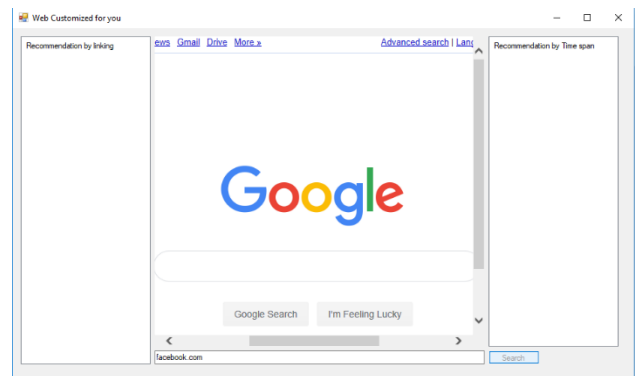 Web Customized for you
Recommendation by linking
ews Gmail Drive More »
Advanced search | Lang
Recommendation by Time span
Google
Google Search
I'm Feeling Lucky
facebook.com
Search